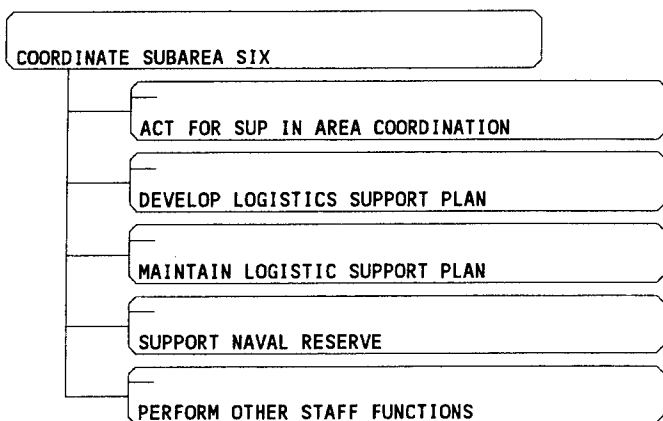 COORDINATE SUBAREA SIX
ACT FOR SUP IN AREA COORDINATION
DEVELOP LOGISTICS SUPPORT PLAN
MAINTAIN LOGISTIC SUPPORT PLAN
SUPPORT NAVAL RESERVE
PERFORM OTHER STAFF FUNCTIONS